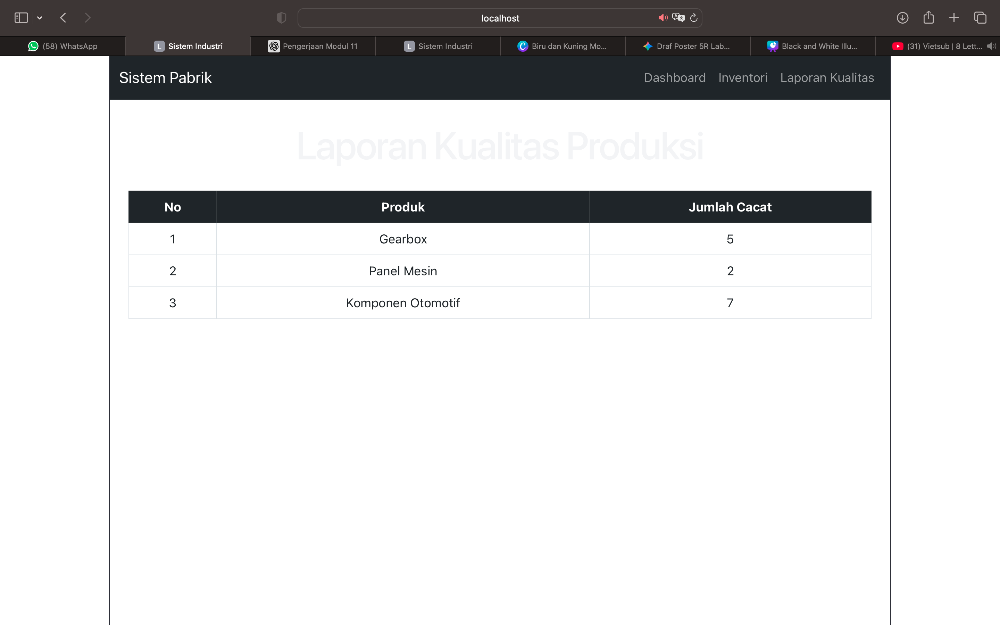 localhost
(58) WhatsApp
L Sistem Industri
Pengerjaan Modul 11
L Sistem Industri
Biru dan Kuning Mo...
Draf Poster 5R Lab...
Black and White Illu...
(31) Vietsub | 8 Lett...
Sistem Pabrik
Dashboard Inventori Laporan Kualitas
Laporan Kualitas Produksi
No Produk Jumlah Cacat
1 Gearbox 5
2 Panel Mesin 2
3 Komponen Otomotif 7